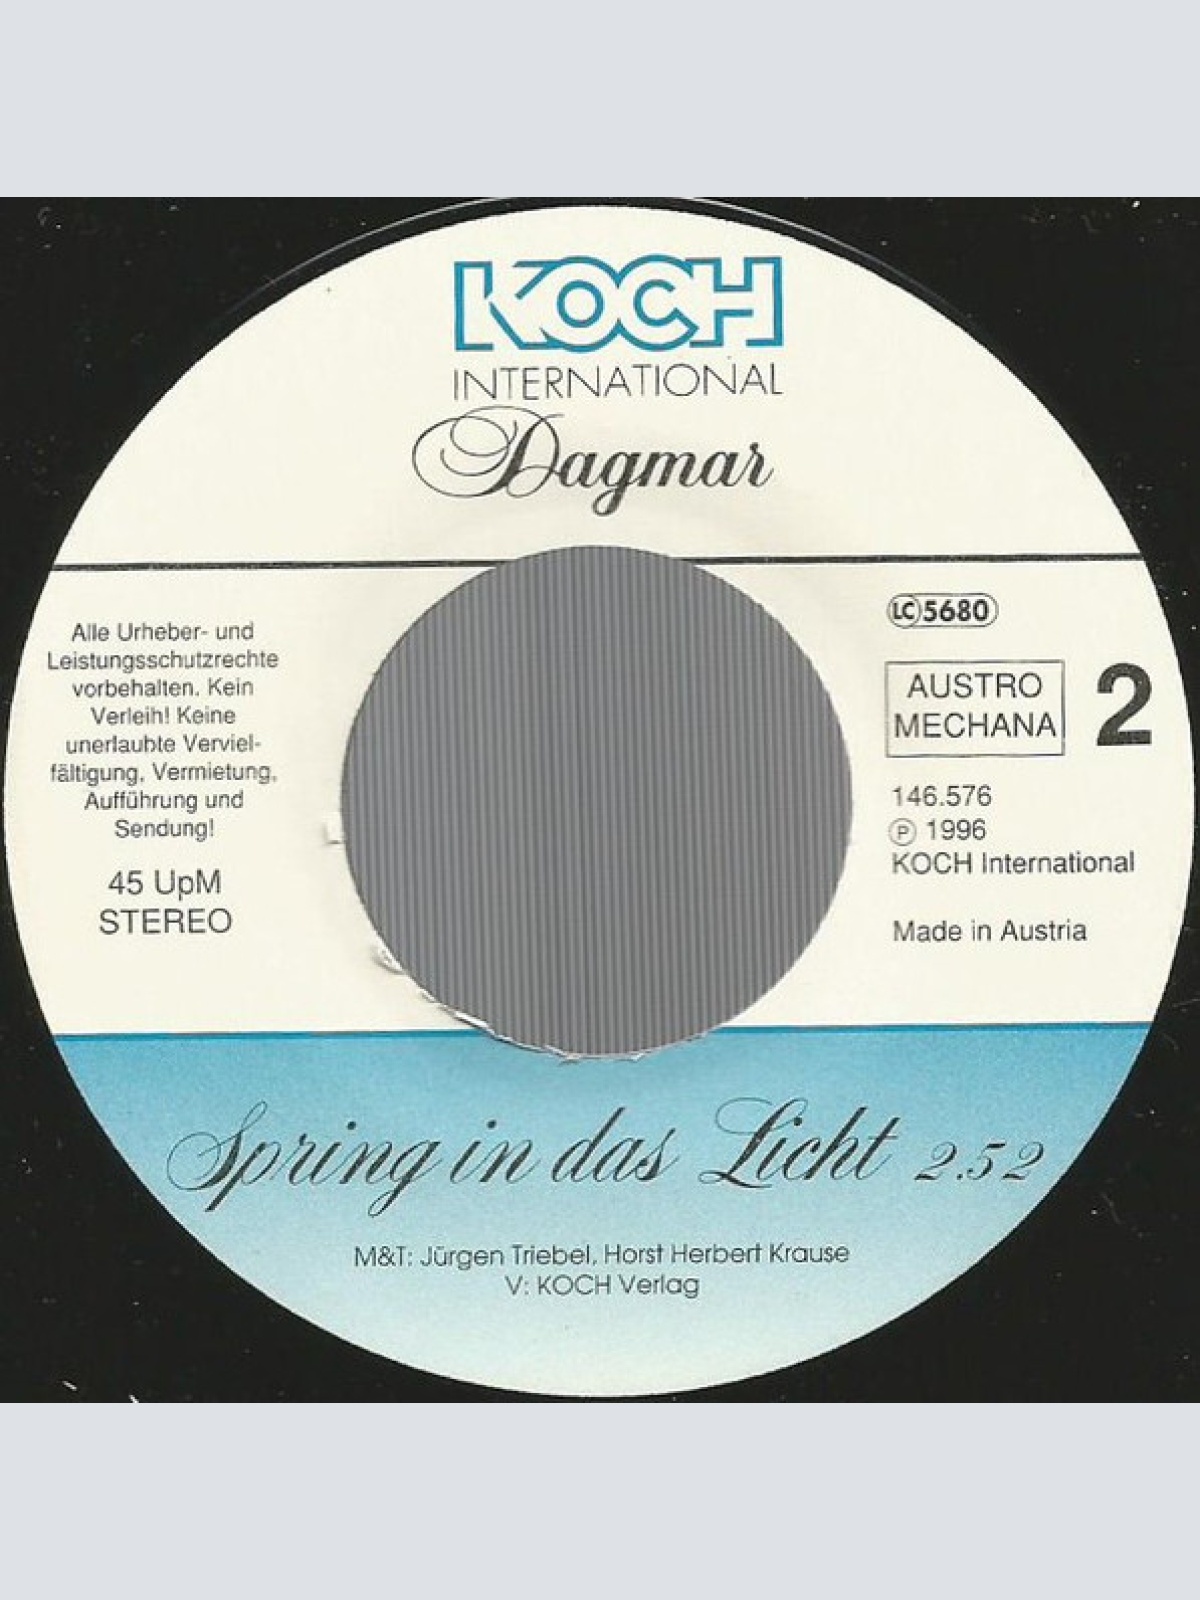 KOCH
INTERNATIONAL
Dagmar
Alle Urheber- und
Leistungsschutzrechte
vorbehalten. Kein
Verleih! Keine
unerlaubte Verviel-
fältigung, Vermietung,
Aufführung und
Sendung!
45 UpM
STEREO
LC 5680
AUSTRO
MECHANA
2
146.576
Ⓟ 1996
KOCH International
Made in Austria
Spring in das Licht 2.52
M&T: Jürgen Triebel, Horst Herbert Krause
V: KOCH Verlag